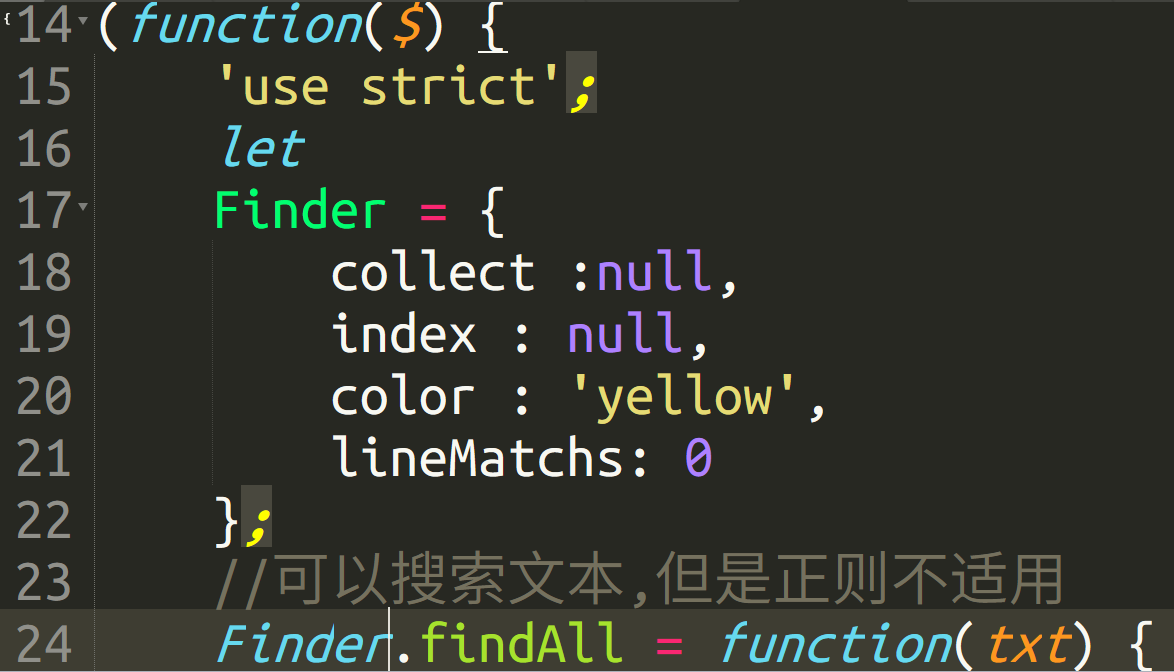 14 (function($) {
15 'use strict';
16 let
17 Finder = {
18 collect :null,
19 index : null,
20 color : 'yellow',
21 lineMatchs: 0
22 };
23 //可以搜索文本,但是正则不适用
24 Finder.findAll = function(txt) {